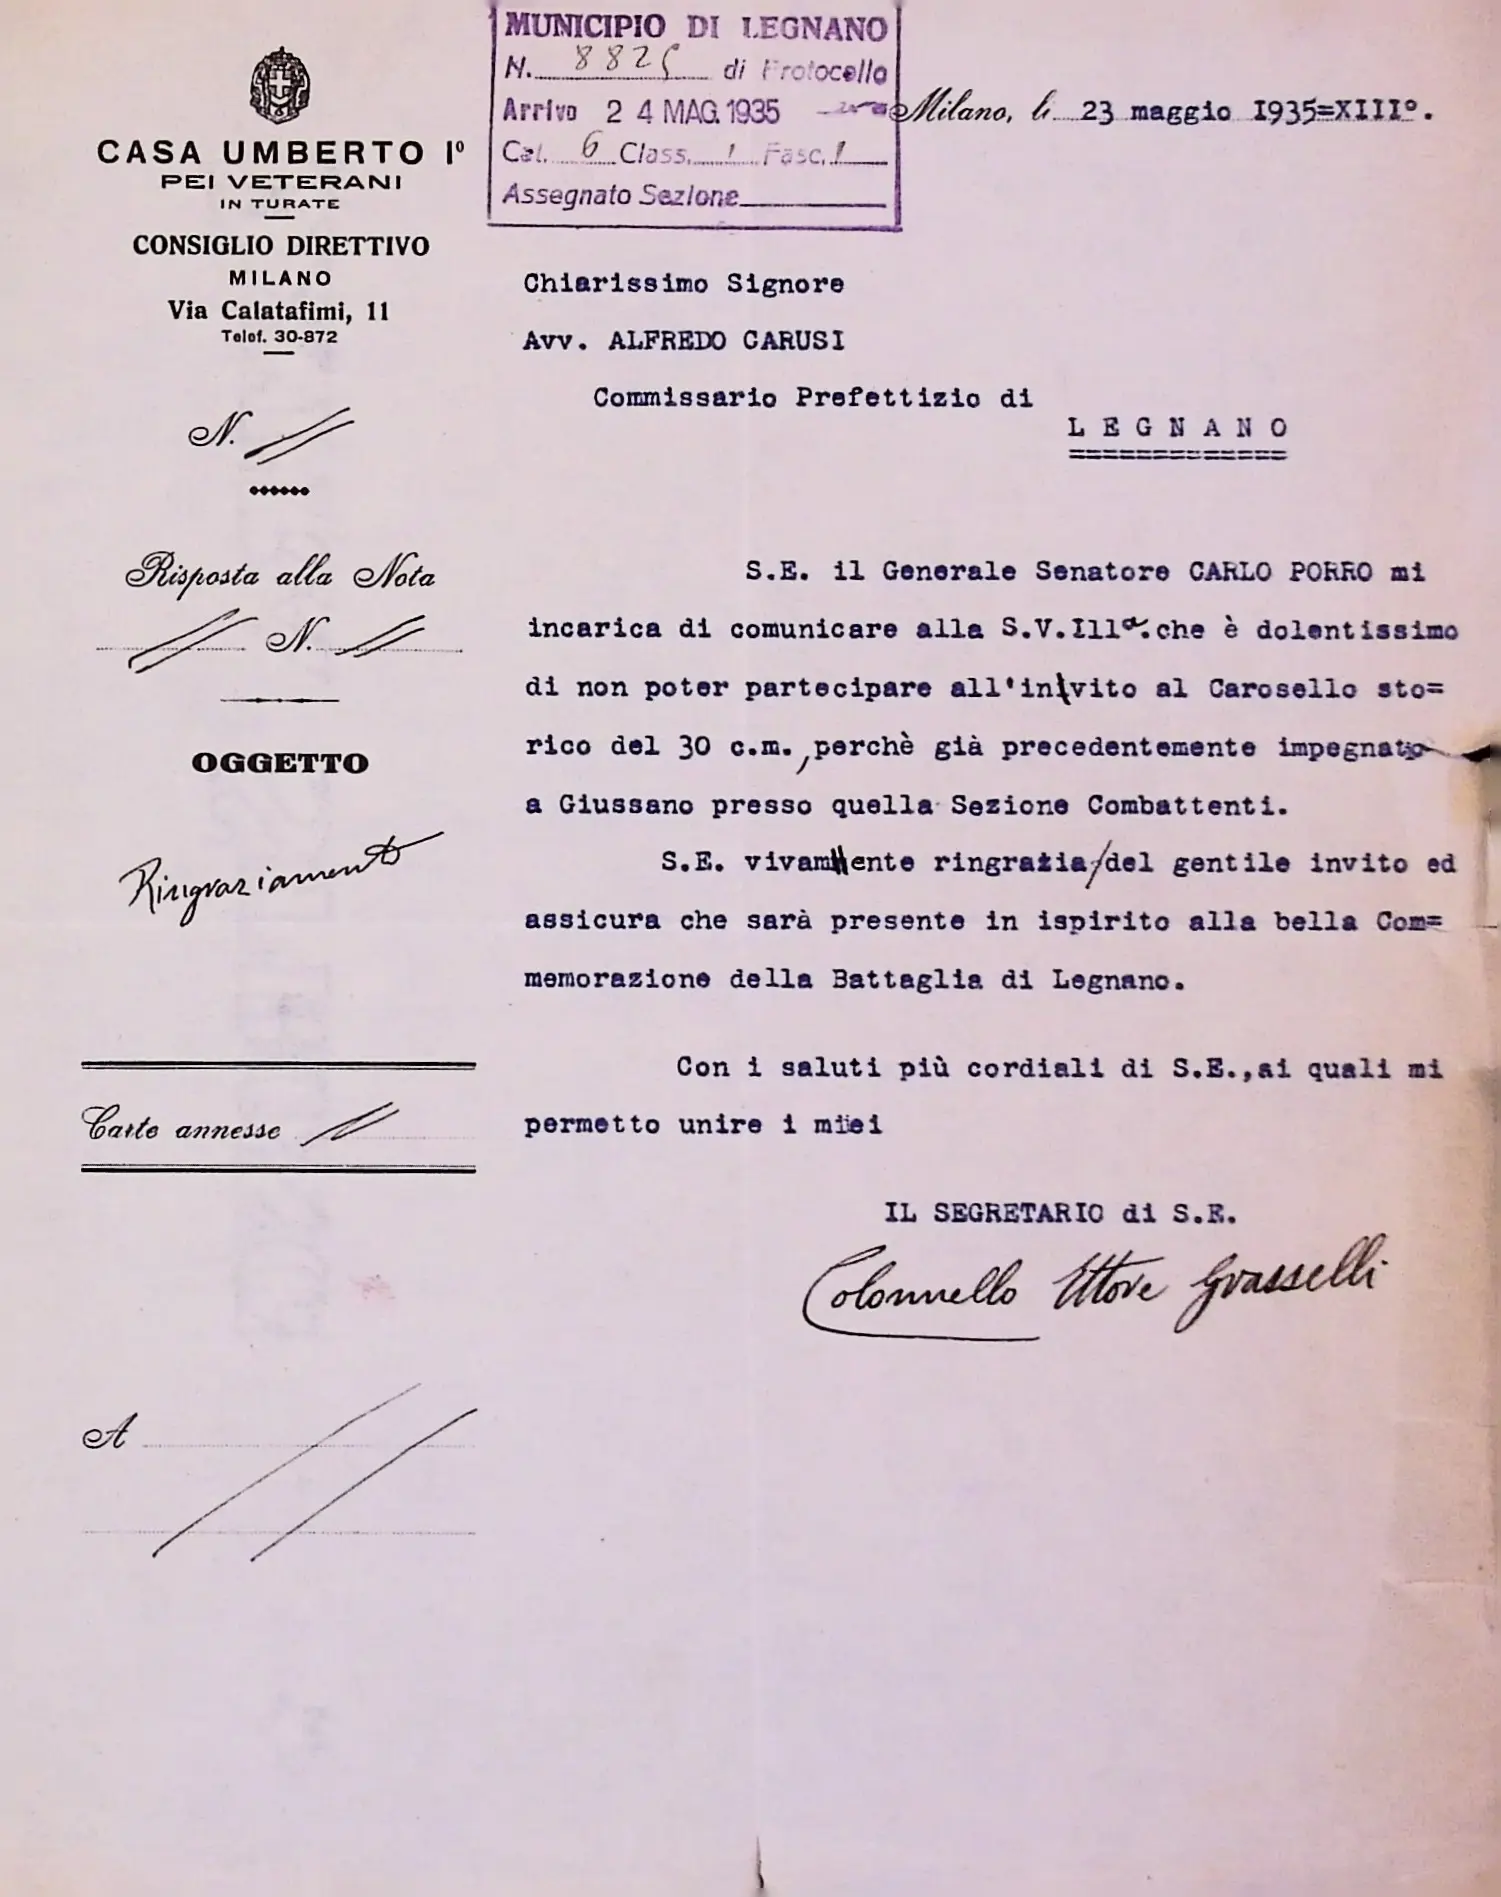 MUNICIPIO DI LEGNANO
N. 8825 di Protocollo
Arrivo 24 MAG. 1935
Cat. 6 Class. 1 Fasc. 1
Assegnato Sezione
Milano, li 23 maggio 1935=XIII°.
CASA UMBERTO I°
PEI VETERANI
IN TURATE
CONSIGLIO DIRETTIVO
MILANO
Via Calatafimi, 11
Telef. 30-872
N. //
Risposta alla Nota
// N. //
OGGETTO
Ringraziamento
Carte annesse //
A
Chiarissimo Signore
Avv. ALFREDO CARUSI
Commissario Prefettizio di
LEGNANO
=============
S.E. il Generale Senatore CARLO PORRO mi
incarica di comunicare alla S.V.Illª.che è dolentissimo
di non poter partecipare all'in\vito al Carosello sto=
rico del 30 c.m.,perchè già precedentemente impegnato
a Giussano presso quella Sezione Combattenti.
S.E. vivamente ringrazia/del gentile invito ed
assicura che sarà presente in ispirito alla bella Com=
memorazione della Battaglia di Legnano.
Con i saluti più cordiali di S.E.,ai quali mi
permetto unire i miei
IL SEGRETARIO di S.E.
Colonnello Ettore Grasselli